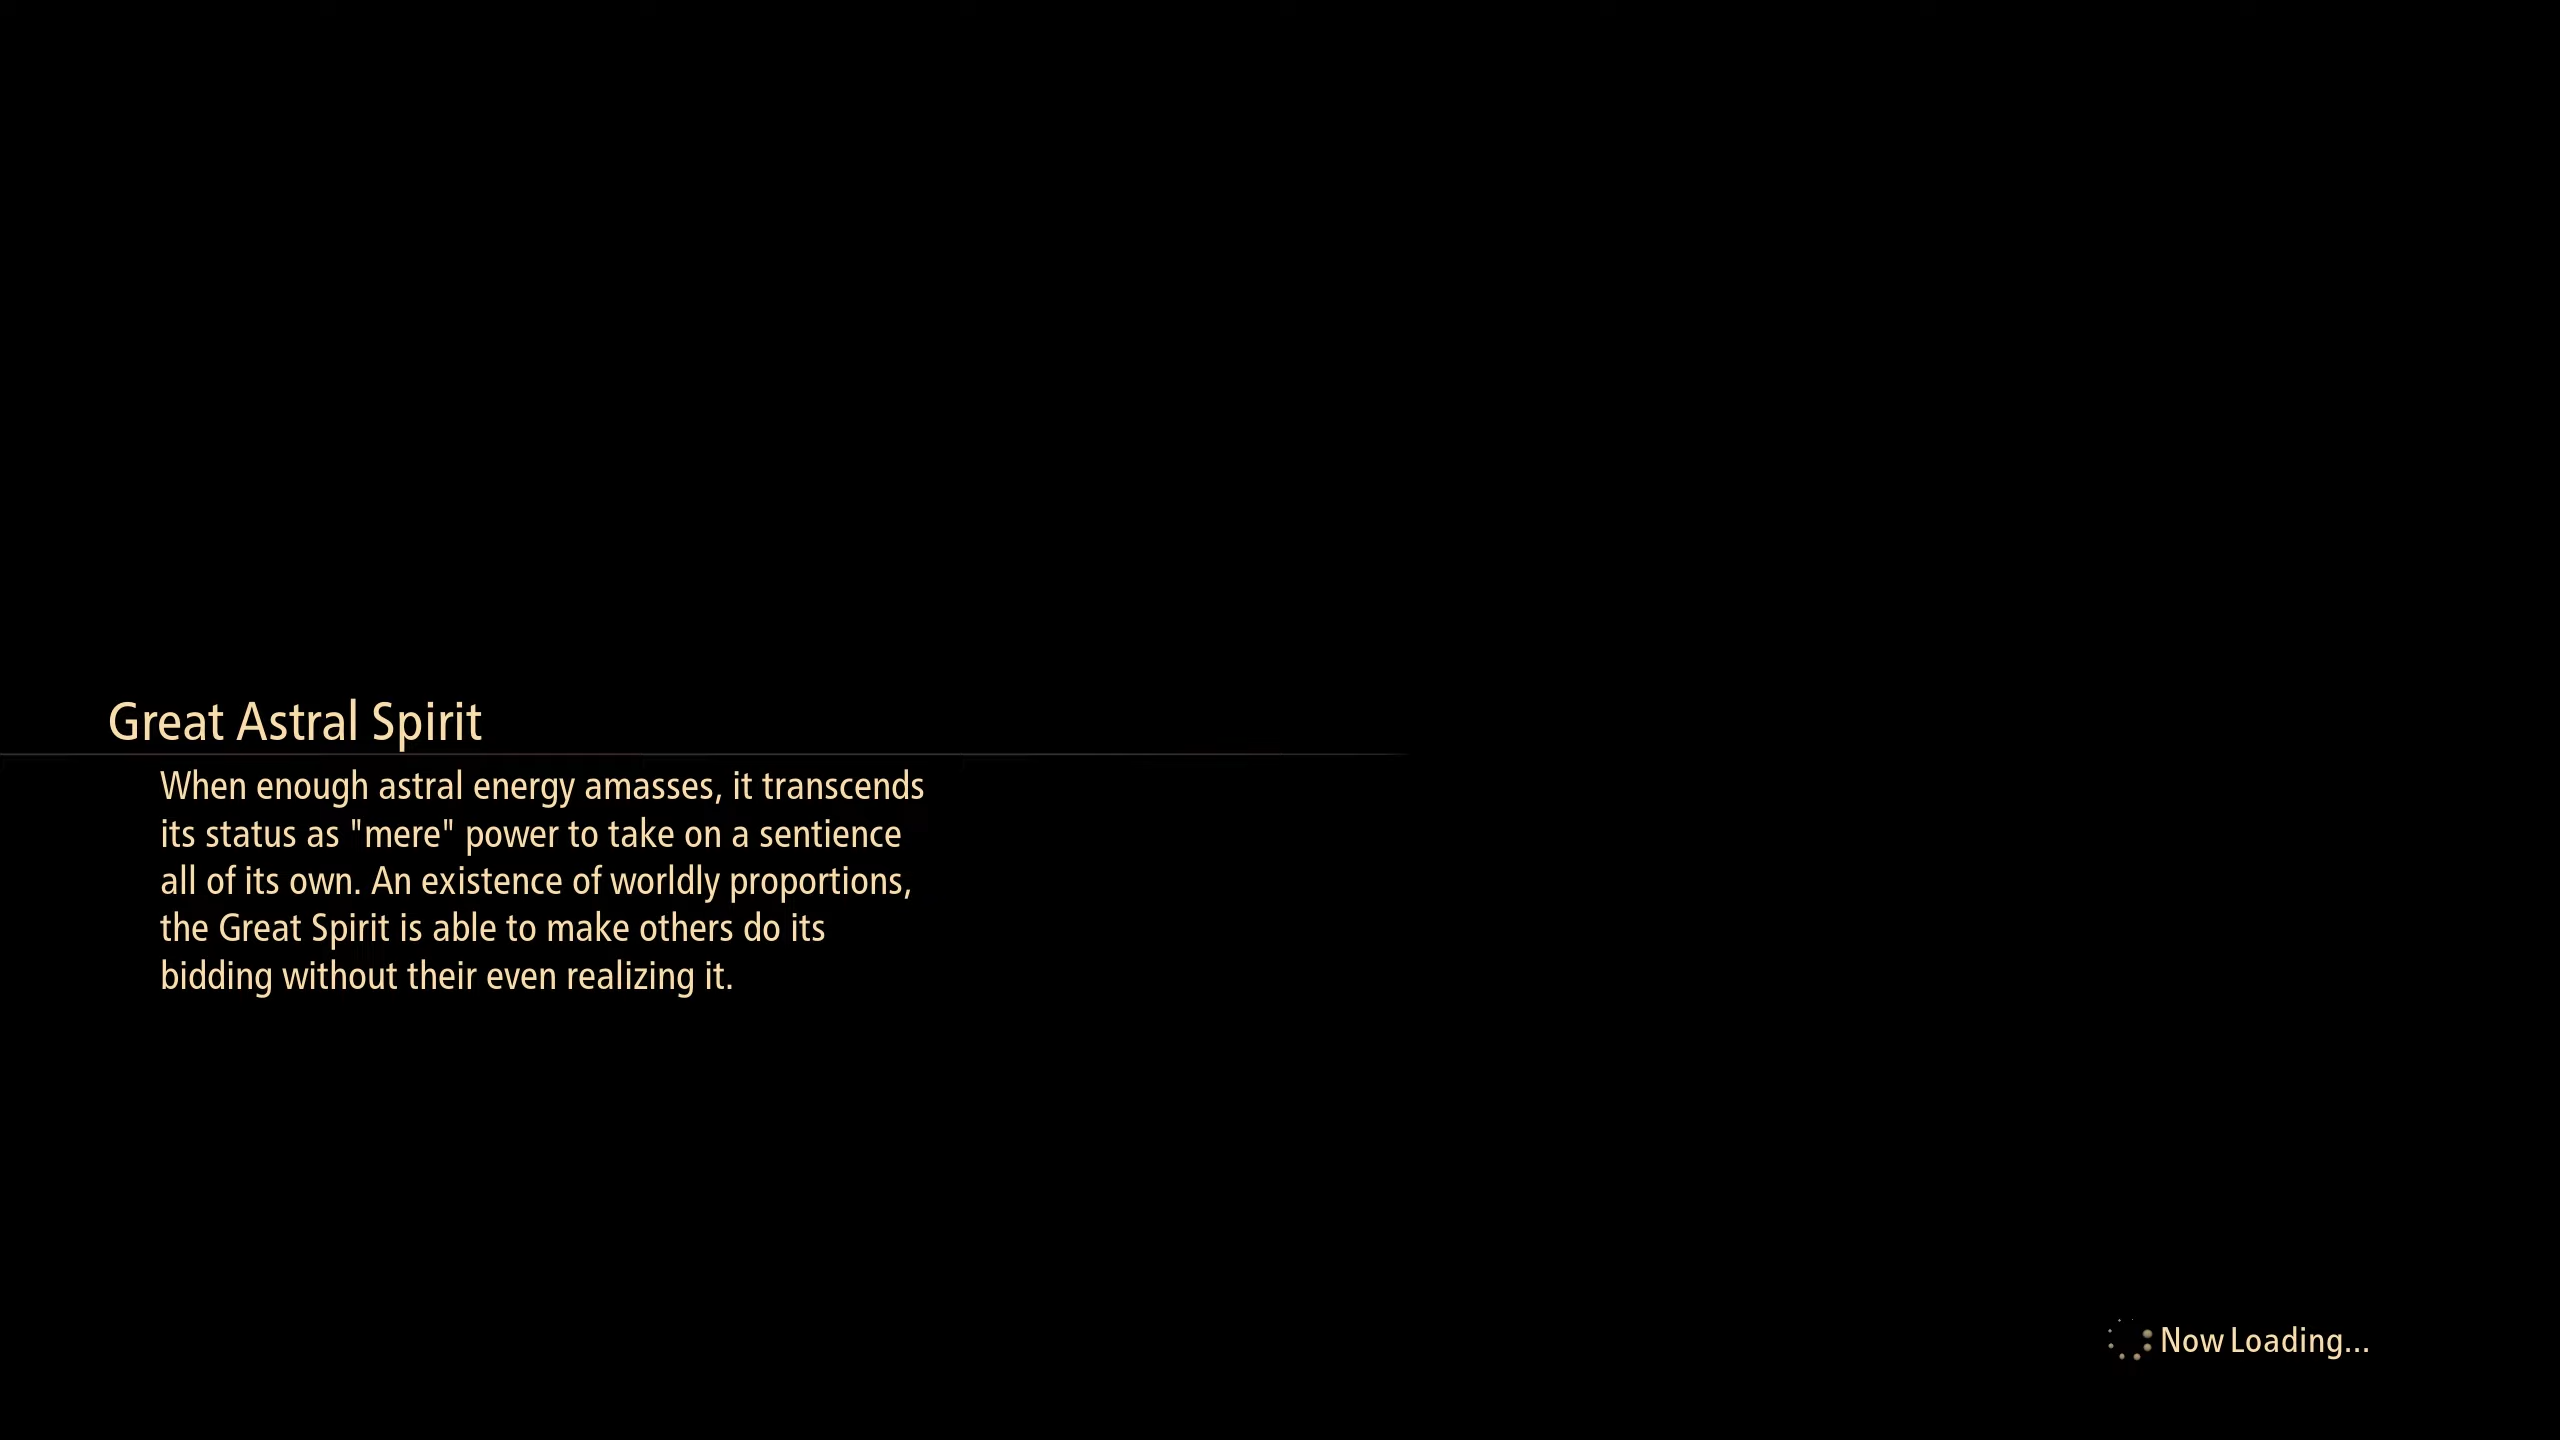 Great Astral Spirit
When enough astral energy amasses, it transcends
its status as "mere" power to take on a sentience
all of its own. An existence of worldly proportions,
the Great Spirit is able to make others do its
bidding without their even realizing it.
Now Loading...